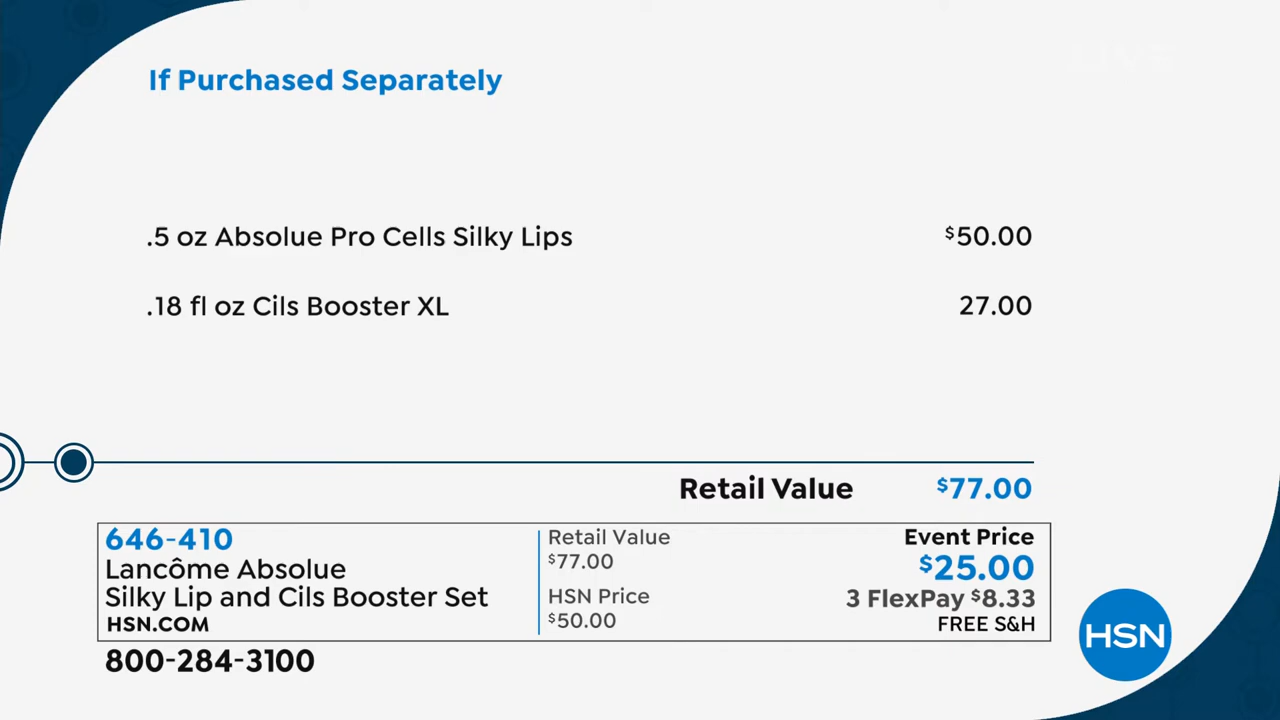 If Purchased Separately
.5 oz Absolue Pro Cells Silky Lips $50.00
.18 fl oz Cils Booster XL 27.00
Retail Value $77.00
646-410
Lancôme Absolue
Silky Lip and Cils Booster Set
HSN.COM
Retail Value
$77.00
HSN Price
$50.00
Event Price
$25.00
3 FlexPay $8.33
FREE S&H
800-284-3100
HSN